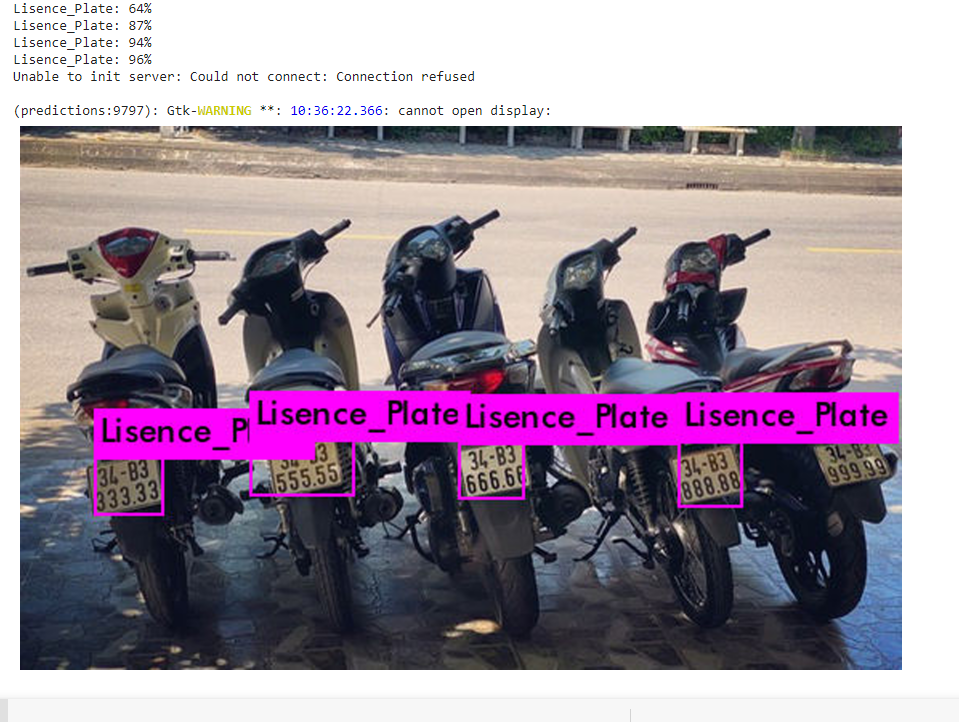 Lisence_Plate: 64%
Lisence_Plate: 87%
Lisence_Plate: 94%
Lisence_Plate: 96%
Unable to init server: Could not connect: Connection refused
(predictions:9797): Gtk-WARNING **: 10:36:22.366: cannot open display:
Lisence_P
Lisence_Plate
Lisence_Plate
Lisence_Plate
34-B3
333.33
555.55
34-B3
666.66
34-B3
888.88
34-B3
999.99